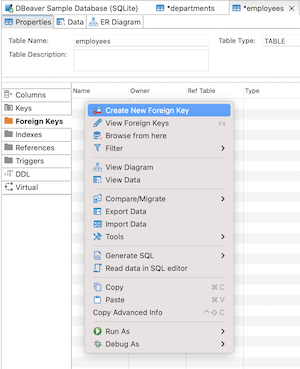 DBeaver Sample Database (SQLite)
*departments
*employees
Properties
Data
ER Diagram
Table Name:
employees
Table Type:
TABLE
Table Description:
Columns
Keys
Foreign Keys
Indexes
References
Triggers
DDL
Virtual
Name
Owner
Ref Table
Type
Create New Foreign Key
View Foreign Keys
F4
Browse from here
Filter
View Diagram
View Data
Compare/Migrate
Export Data
Import Data
Tools
Generate SQL
Read data in SQL editor
Copy
⌘ C
Paste
⌘ V
Copy Advanced Info
^ ⇧ C
Run As
Debug As